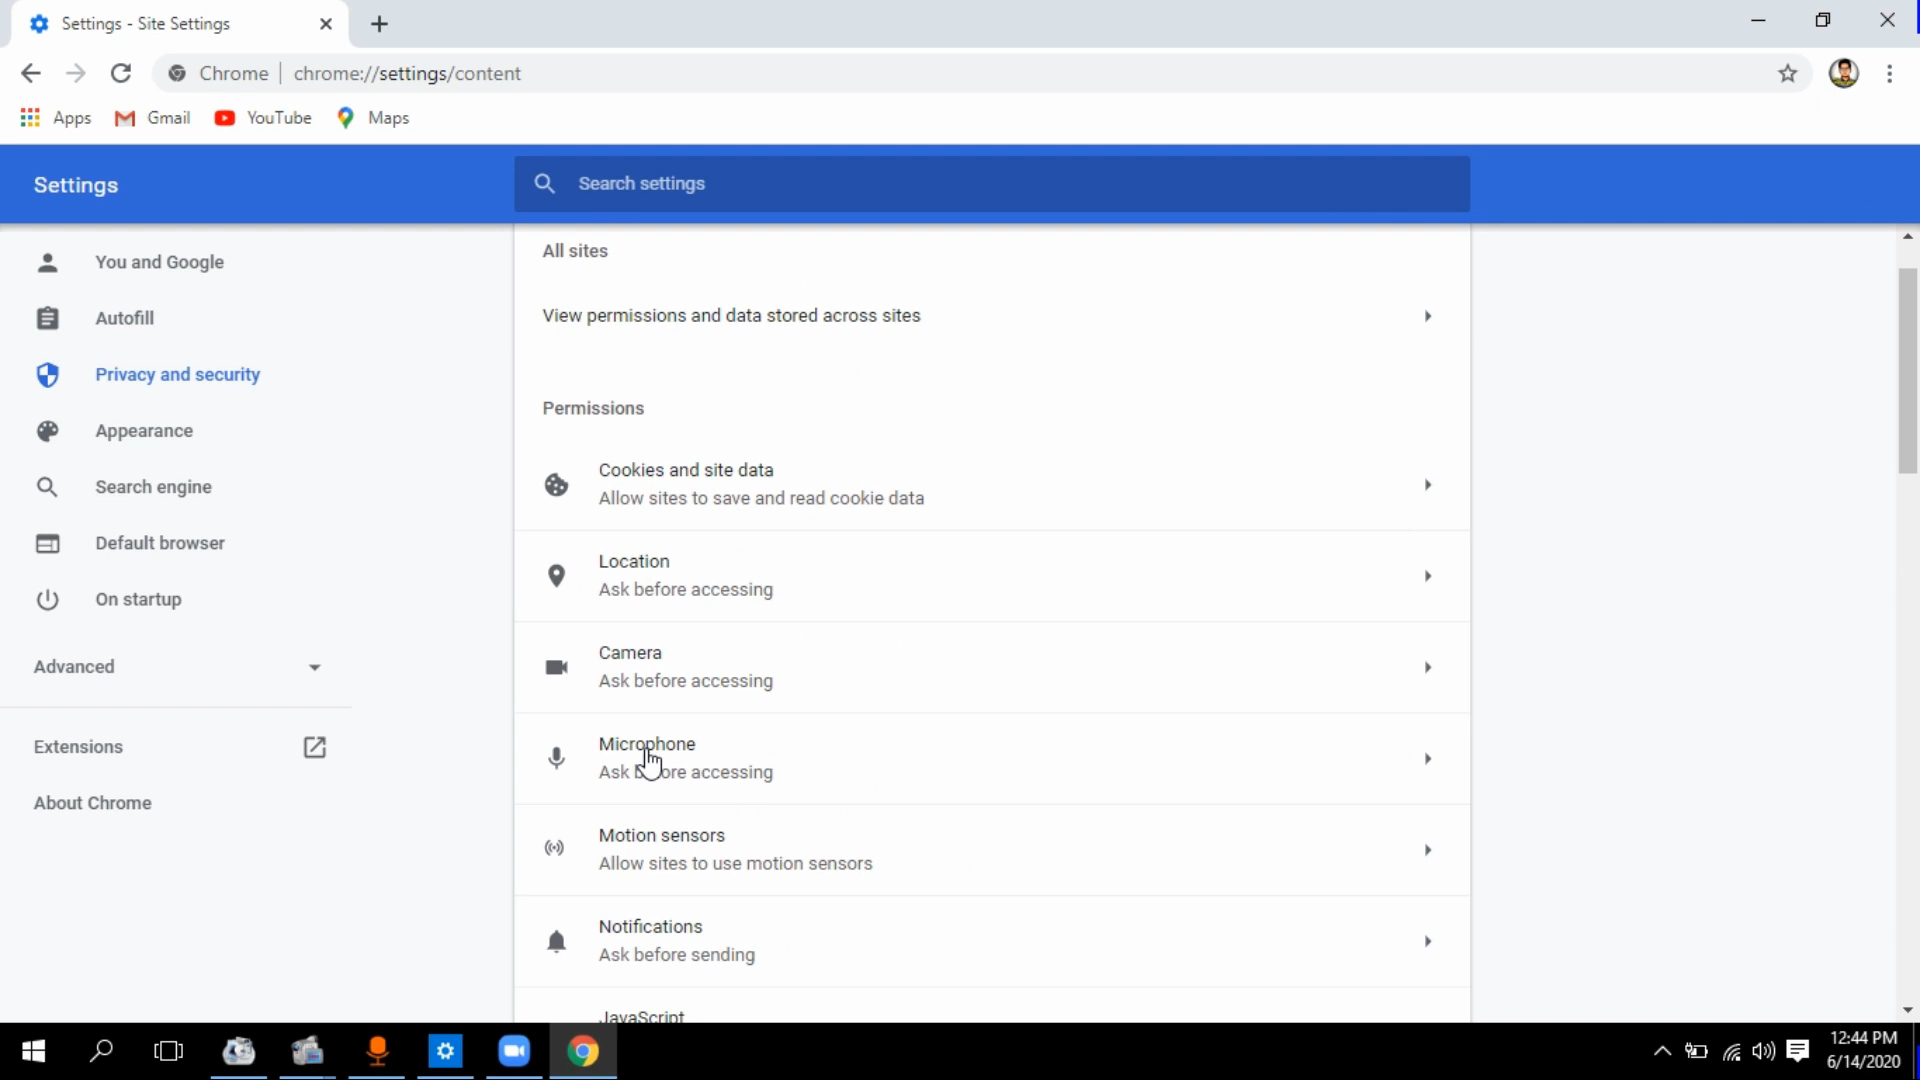 Settings - Site Settings
Chrome
chrome://settings/content
Apps
Gmail
YouTube
Maps
Settings
Search settings
You and Google
Autofill
Privacy and security
Appearance
Search engine
Default browser
On startup
Advanced
Extensions
About Chrome
All sites
View permissions and data stored across sites
Permissions
Cookies and site data
Allow sites to save and read cookie data
Location
Ask before accessing
Camera
Ask before accessing
Microphone
Ask before accessing
Motion sensors
Allow sites to use motion sensors
Notifications
Ask before sending
JavaScript
12:44 PM
6/14/2020